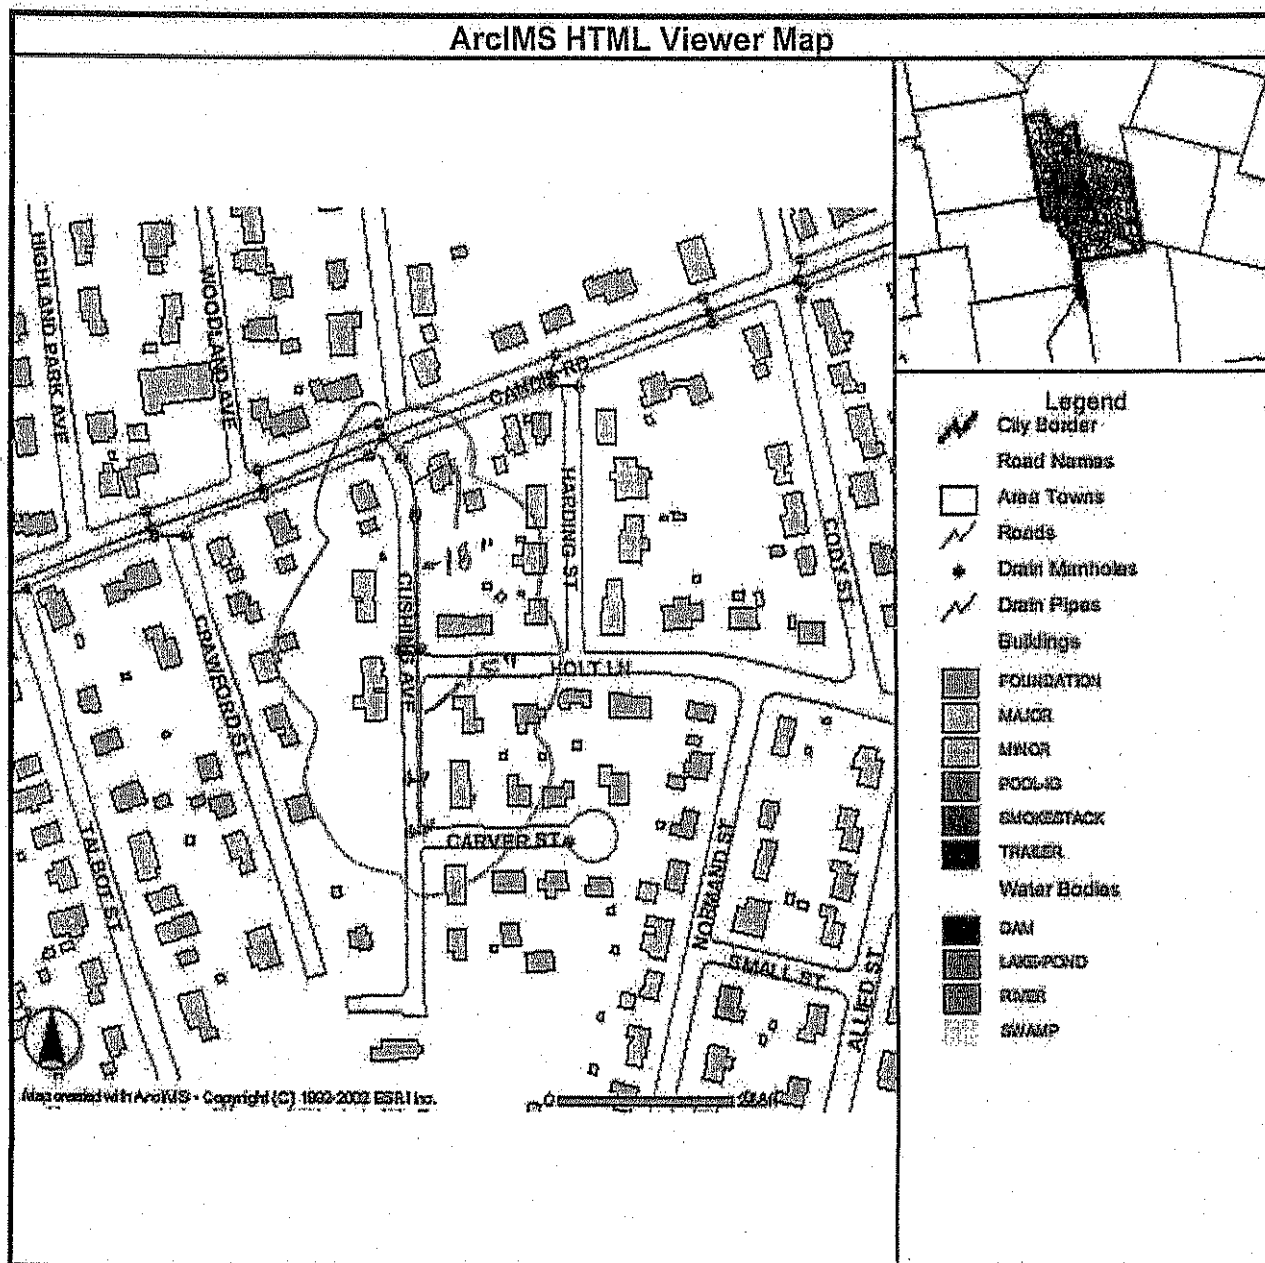 ArcIMS HTML Viewer Map
HIGHLAND PARK AVE
WOODLAND AVE
CANDIA RD
HARDING ST
CODY ST
CUSHING AVE
18"
15"
HOLT LN
CRAWFORD ST
TALBOT ST
CARVER ST
NORMAND ST
SMALL ST
ALLIED ST
Map created with ArcIMS - Copyright (C) 1992-2002 ESRI Inc.
0
Legend
City Border
Road Names
Area Towns
Roads
Drain Manholes
Drain Pipes
Buildings
FOUNDATION
MAJOR
MINOR
POOL-IG
SMOKESTACK
TRAILER
Water Bodies
DAM
LAKE-POND
RIVER
SWAMP